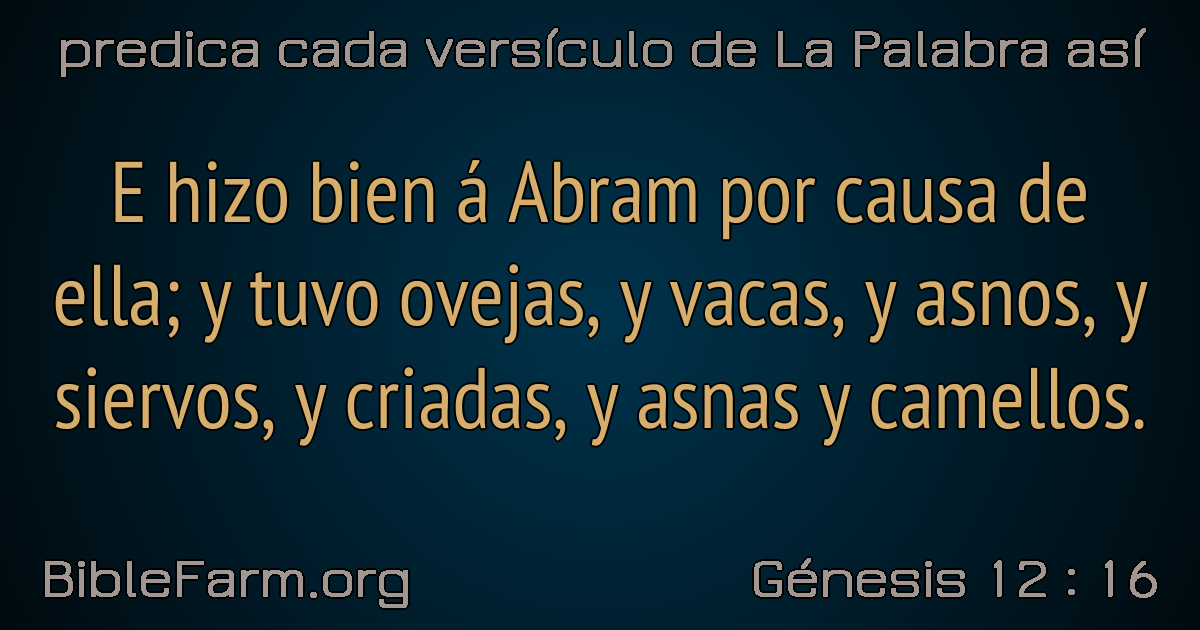 predica cada versículo de La Palabra así
E hizo bien á Abram por causa de
ella; y tuvo ovejas, y vacas, y asnos, y
siervos, y criadas, y asnas y camellos.
BibleFarm.org
Génesis 12 : 16